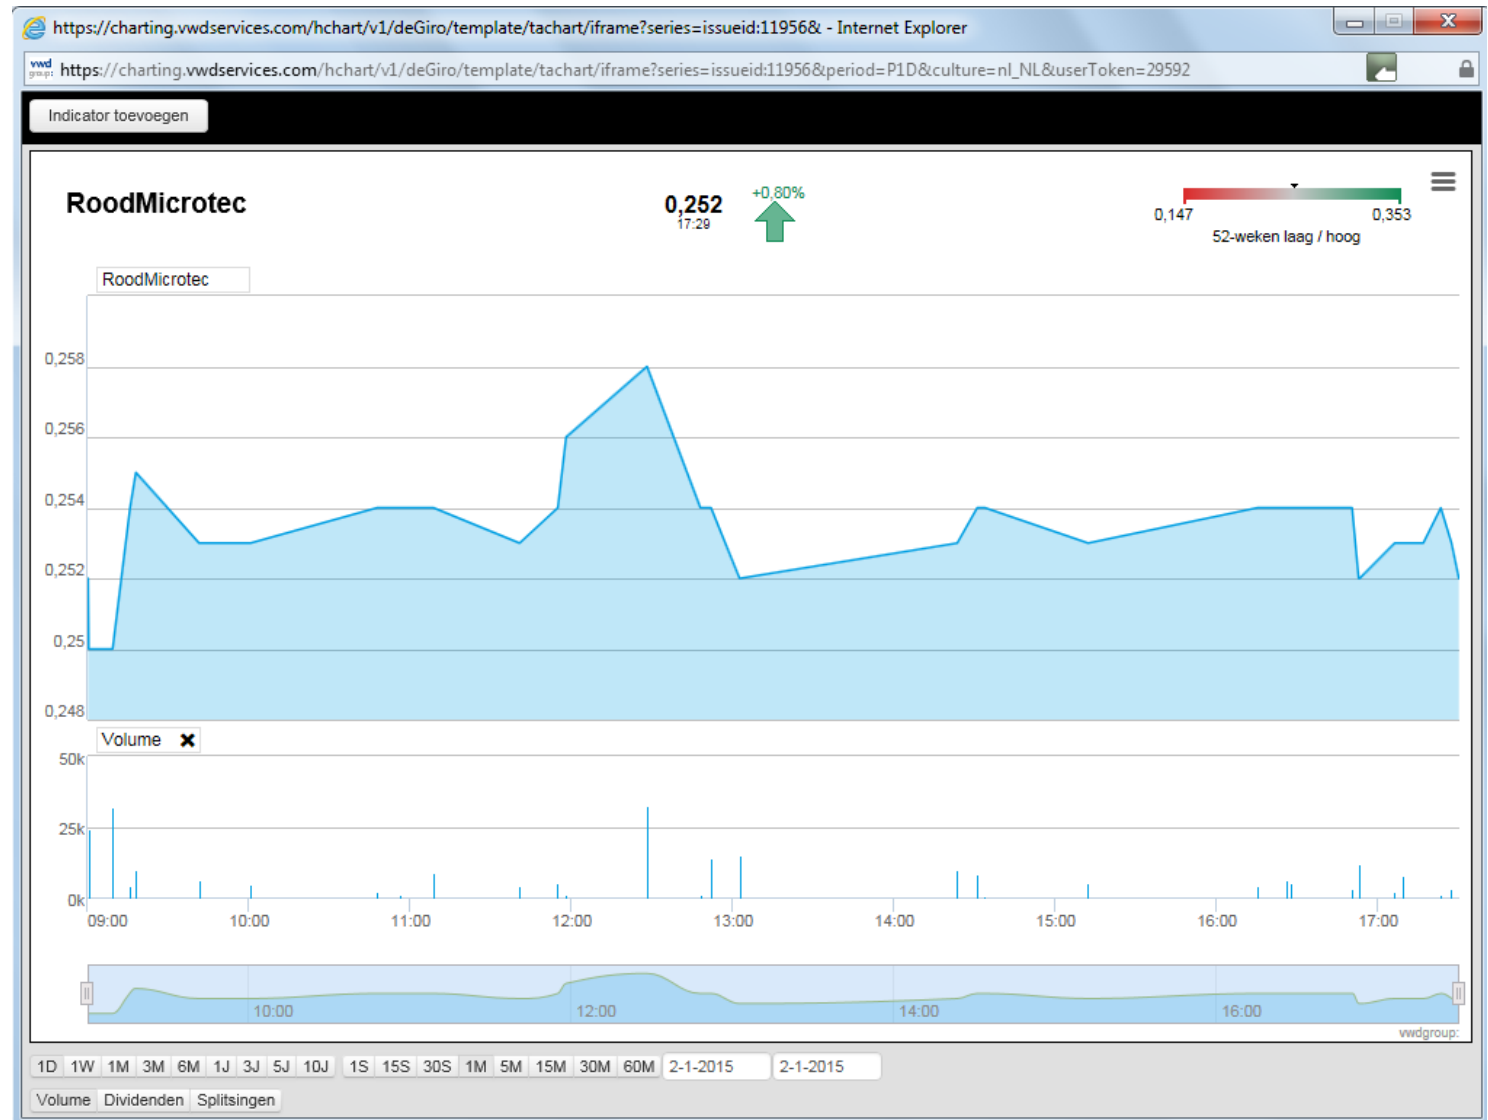 https://charting.vwdservices.com/hchart/v1/deGiro/template/tachart/iframe?series=issueid:11956& - Internet Explorer
vwd group: https://charting.vwdservices.com/hchart/v1/deGiro/template/tachart/iframe?series=issueid:11956&period=P1D&culture=nl_NL&userToken=29592
Indicator toevoegen
RoodMicrotec
0,252
17:29
+0,80%
0,147 0,353
52-weken laag / hoog
RoodMicrotec
0,258
0,256
0,254
0,252
0,25
0,248
Volume
50k
25k
0k
09:00 10:00 11:00 12:00 13:00 14:00 15:00 16:00 17:00
10:00 12:00 14:00 16:00
vwdgroup:
1D 1W 1M 3M 6M 1J 3J 5J 10J 1S 15S 30S 1M 5M 15M 30M 60M 2-1-2015 2-1-2015
Volume Dividenden Splitsingen